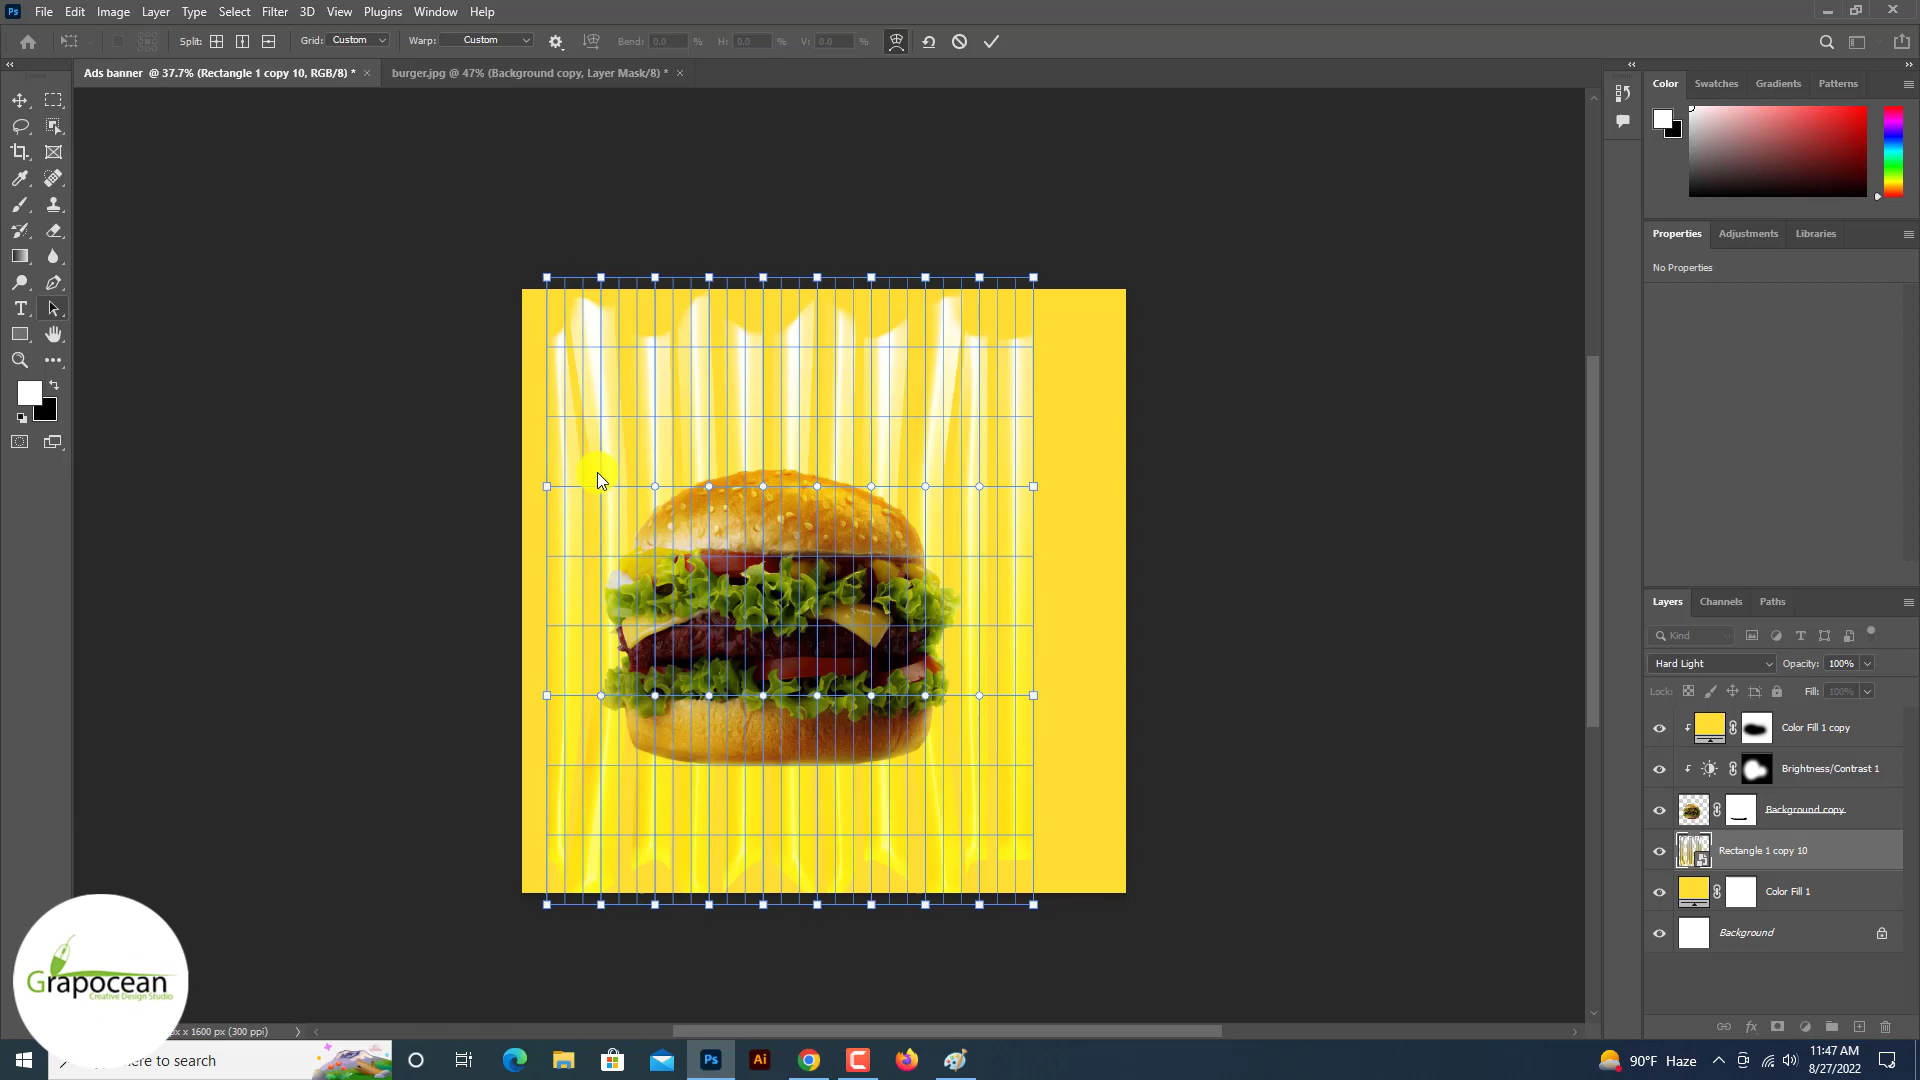 Ps File Edit Image Layer Type Select Filter 3D View Plugins Window Help
Split: Grid: Custom Warp: Custom Bend: 0.0 % H: 0.0 % V: 0.0 %
Ads banner @ 37.7% (Rectangle 1 copy 10, RGB/8) * × burger.jpg @ 47% (Background copy, Layer Mask/8) * ×
Color Swatches Gradients Patterns
Properties Adjustments Libraries
No Properties
Layers Channels Paths
Kind
Hard Light Opacity: 100%
Lock: Fill: 100%
Color Fill 1 copy
Brightness/Contrast 1
Background copy
Rectangle 1 copy 10
Color Fill 1
Background
Grapocean
Creative Design Studio
px x 1600 px (300 ppi)
here to search
Ps Ai
90°F Haze
11:47 AM
8/27/2022